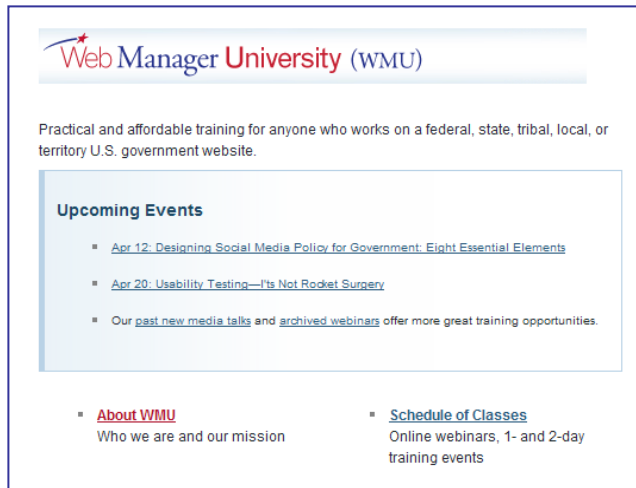 Web Manager University (WMU)
Practical and affordable training for anyone who works on a federal, state, tribal, local, or
territory U.S. government website.
Upcoming Events
Apr 12: Designing Social Media Policy for Government: Eight Essential Elements
Apr 20: Usability Testing—I'ts Not Rocket Surgery
Our past new media talks and archived webinars offer more great training opportunities.
About WMU
Who we are and our mission
Schedule of Classes
Online webinars, 1- and 2-day
training events